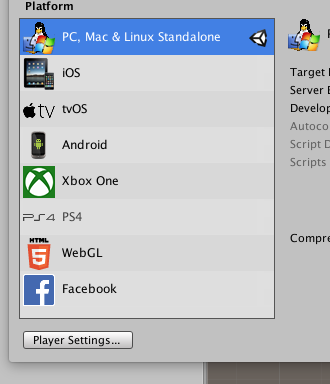 Platform
PC, Mac & Linux Standalone
iOS
tv tvOS
Android
Xbox One
PS4 PS4
HTML
5 WebGL
f Facebook
Player Settings...
Target
Server
Develop
Autoco
Script D
Scripts
Compre